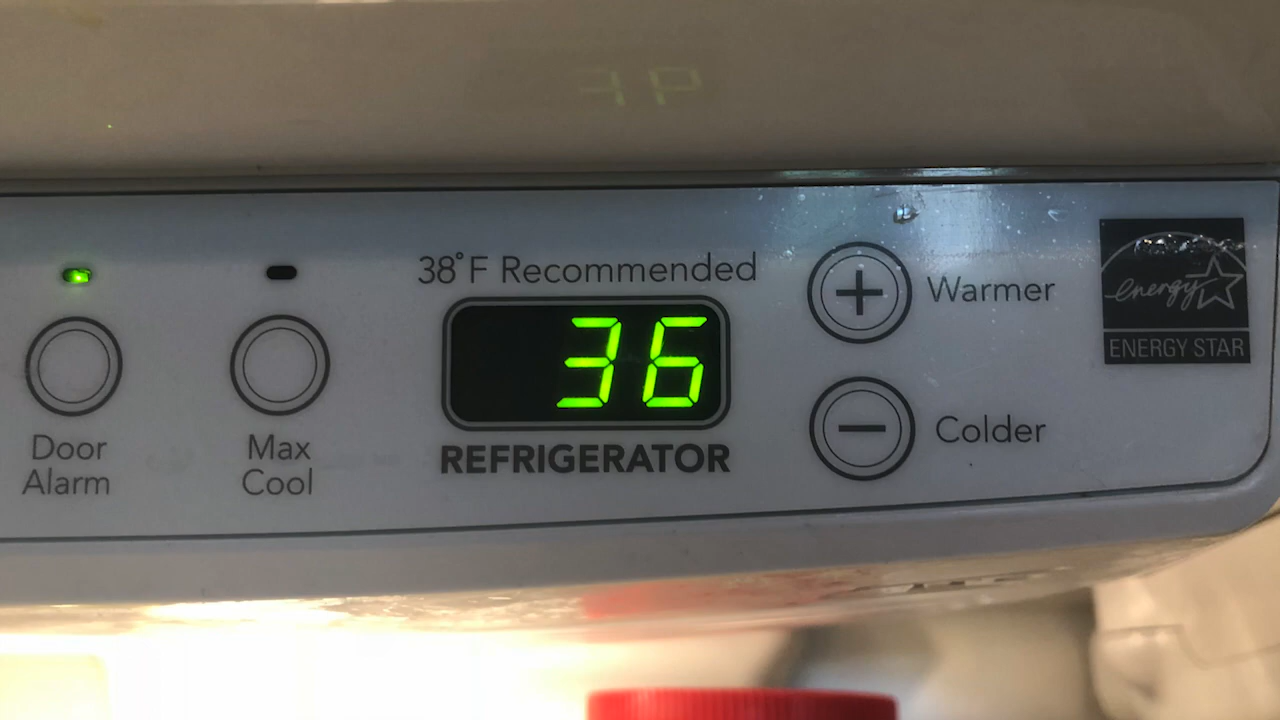 38°F Recommended
36
REFRIGERATOR
Door
Alarm
Max
Cool
+ Warmer
− Colder
energy
ENERGY STAR